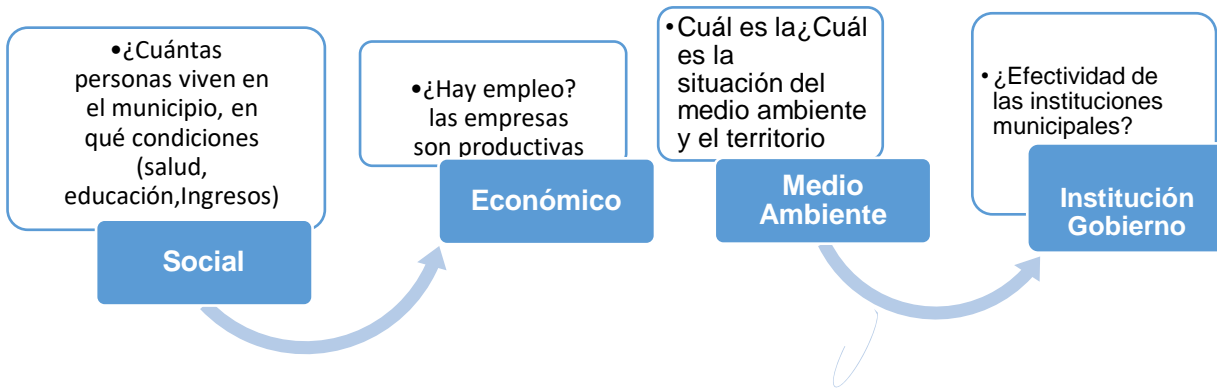 •¿Cuántas
personas viven en
el municipio, en
qué condiciones
(salud,
educación,Ingresos)
Social
•¿Hay empleo?
las empresas
son productivas
Económico
•Cuál es la¿Cuál
es la
situación del
medio ambiente
y el territorio
Medio
Ambiente
• ¿Efectividad de
las instituciones
municipales?
Institución
Gobierno